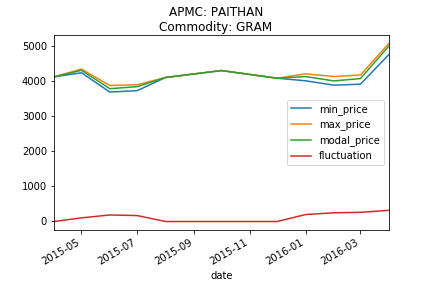 APMC: PAITHAN
Commodity: GRAM
5000
4000
3000
2000
1000
0
min_price
max_price
modal_price
fluctuation
2015-05
2015-07
2015-09
2015-11
2016-01
2016-03
date